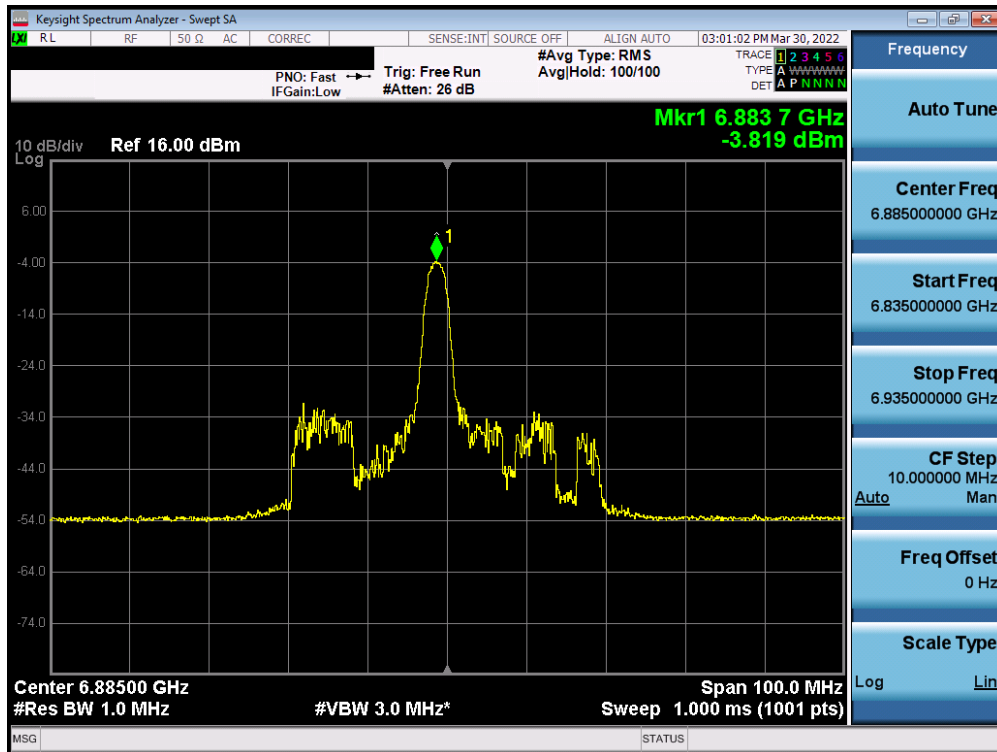 Keysight Spectrum Analyzer - Swept SA
LXI RL RF 50 Ω AC CORREC SENSE:INT SOURCE OFF ALIGN AUTO 03:01:02 PM Mar 30, 2022
Frequency
PNO: Fast
IFGain:Low
Trig: Free Run
#Atten: 26 dB
#Avg Type: RMS
Avg|Hold: 100/100
TRACE 1 2 3 4 5 6
TYPE A WWWWW
DET A P N N N N
Mkr1 6.883 7 GHz
-3.819 dBm
10 dB/div Ref 16.00 dBm
Log
1
6.00
-4.00
-14.0
-24.0
-34.0
-44.0
-54.0
-64.0
-74.0
Center 6.88500 GHz Span 100.0 MHz
#Res BW 1.0 MHz #VBW 3.0 MHz* Sweep 1.000 ms (1001 pts)
MSG STATUS
Auto Tune
Center Freq
6.885000000 GHz
Start Freq
6.835000000 GHz
Stop Freq
6.935000000 GHz
CF Step
10.000000 MHz
Auto Man
Freq Offset
0 Hz
Scale Type
Log Lin